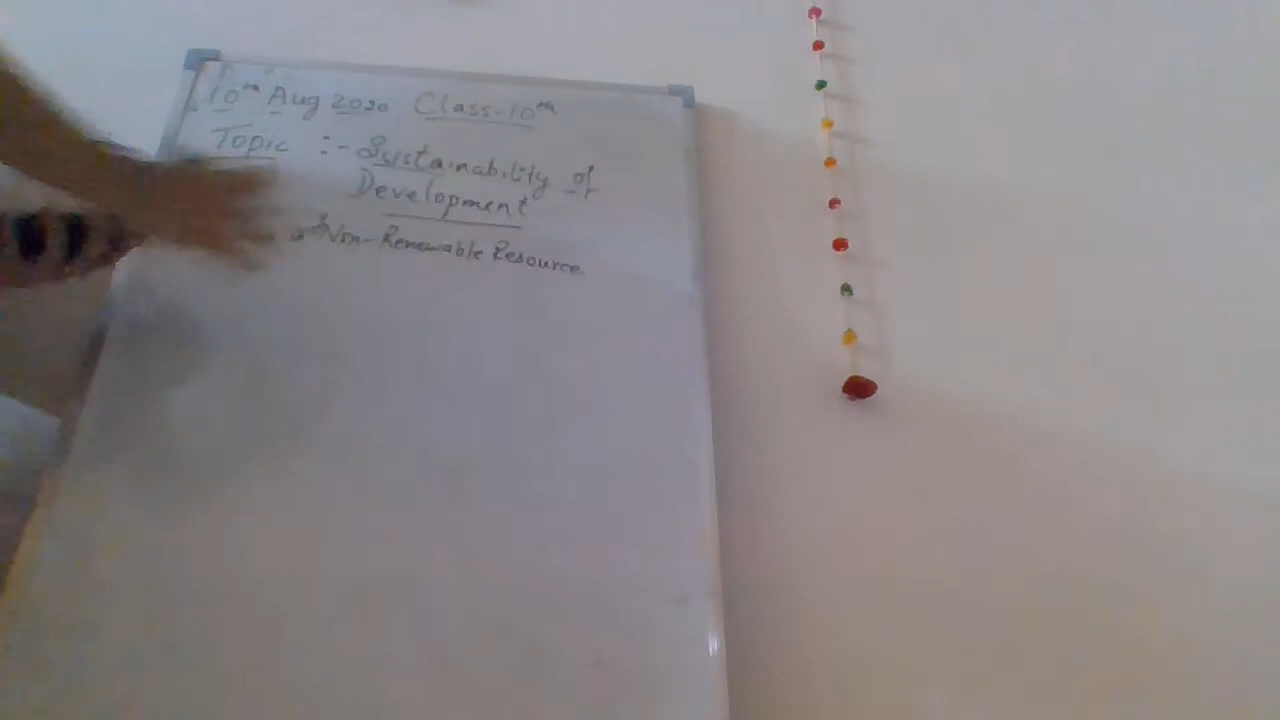 10th Aug 2020 Class-10th
Topic :- Sustainability of
Development
Non-Renewable Resource